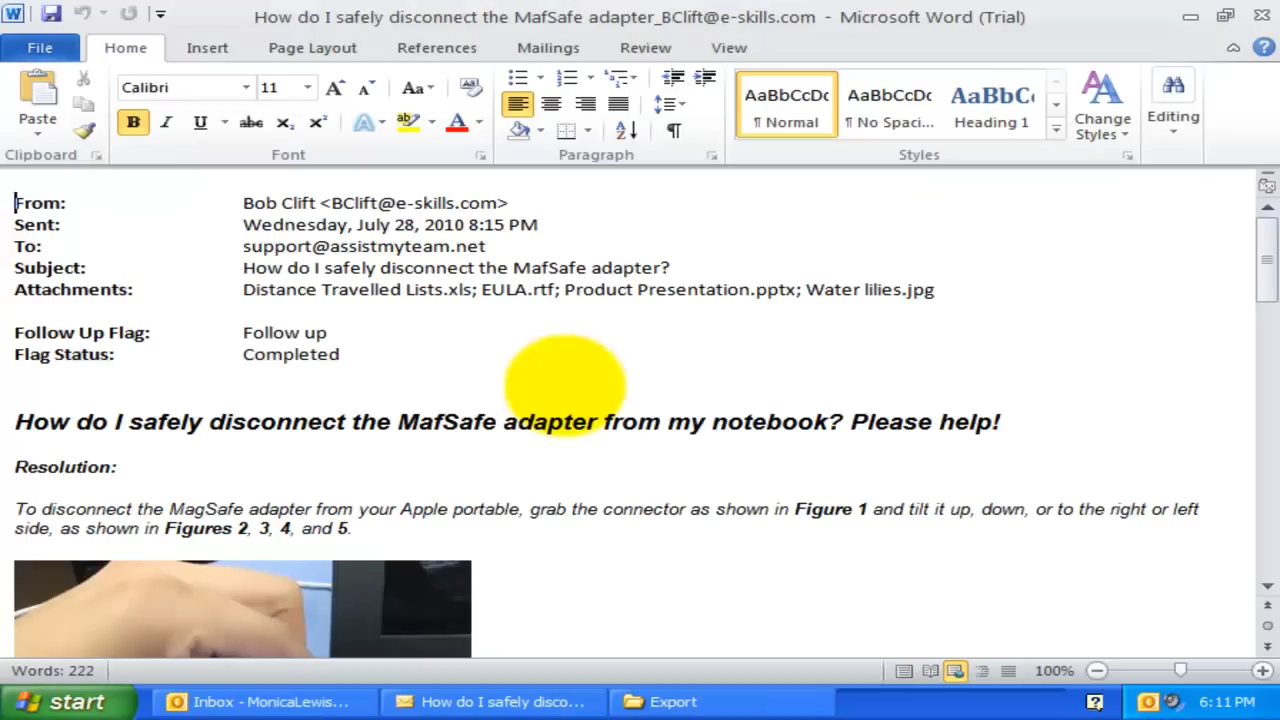 How do I safely disconnect the MafSafe adapter_BClift@e-skills.com - Microsoft Word (Trial)
File Home Insert Page Layout References Mailings Review View
Paste
Calibri 11
AaBbCcDc AaBbCcDc AaBbCc
¶ Normal ¶ No Spaci... Heading 1
Change Styles
Editing
Clipboard Font Paragraph Styles
From: Bob Clift <BClift@e-skills.com>
Sent: Wednesday, July 28, 2010 8:15 PM
To: support@assistmyteam.net
Subject: How do I safely disconnect the MafSafe adapter?
Attachments: Distance Travelled Lists.xls; EULA.rtf; Product Presentation.pptx; Water lilies.jpg
Follow Up Flag: Follow up
Flag Status: Completed
How do I safely disconnect the MafSafe adapter from my notebook? Please help!
Resolution:
To disconnect the MagSafe adapter from your Apple portable, grab the connector as shown in Figure 1 and tilt it up, down, or to the right or left
side, as shown in Figures 2, 3, 4, and 5.
Words: 222 100%
start Inbox - MonicaLewis... How do I safely disco... Export 6:11 PM